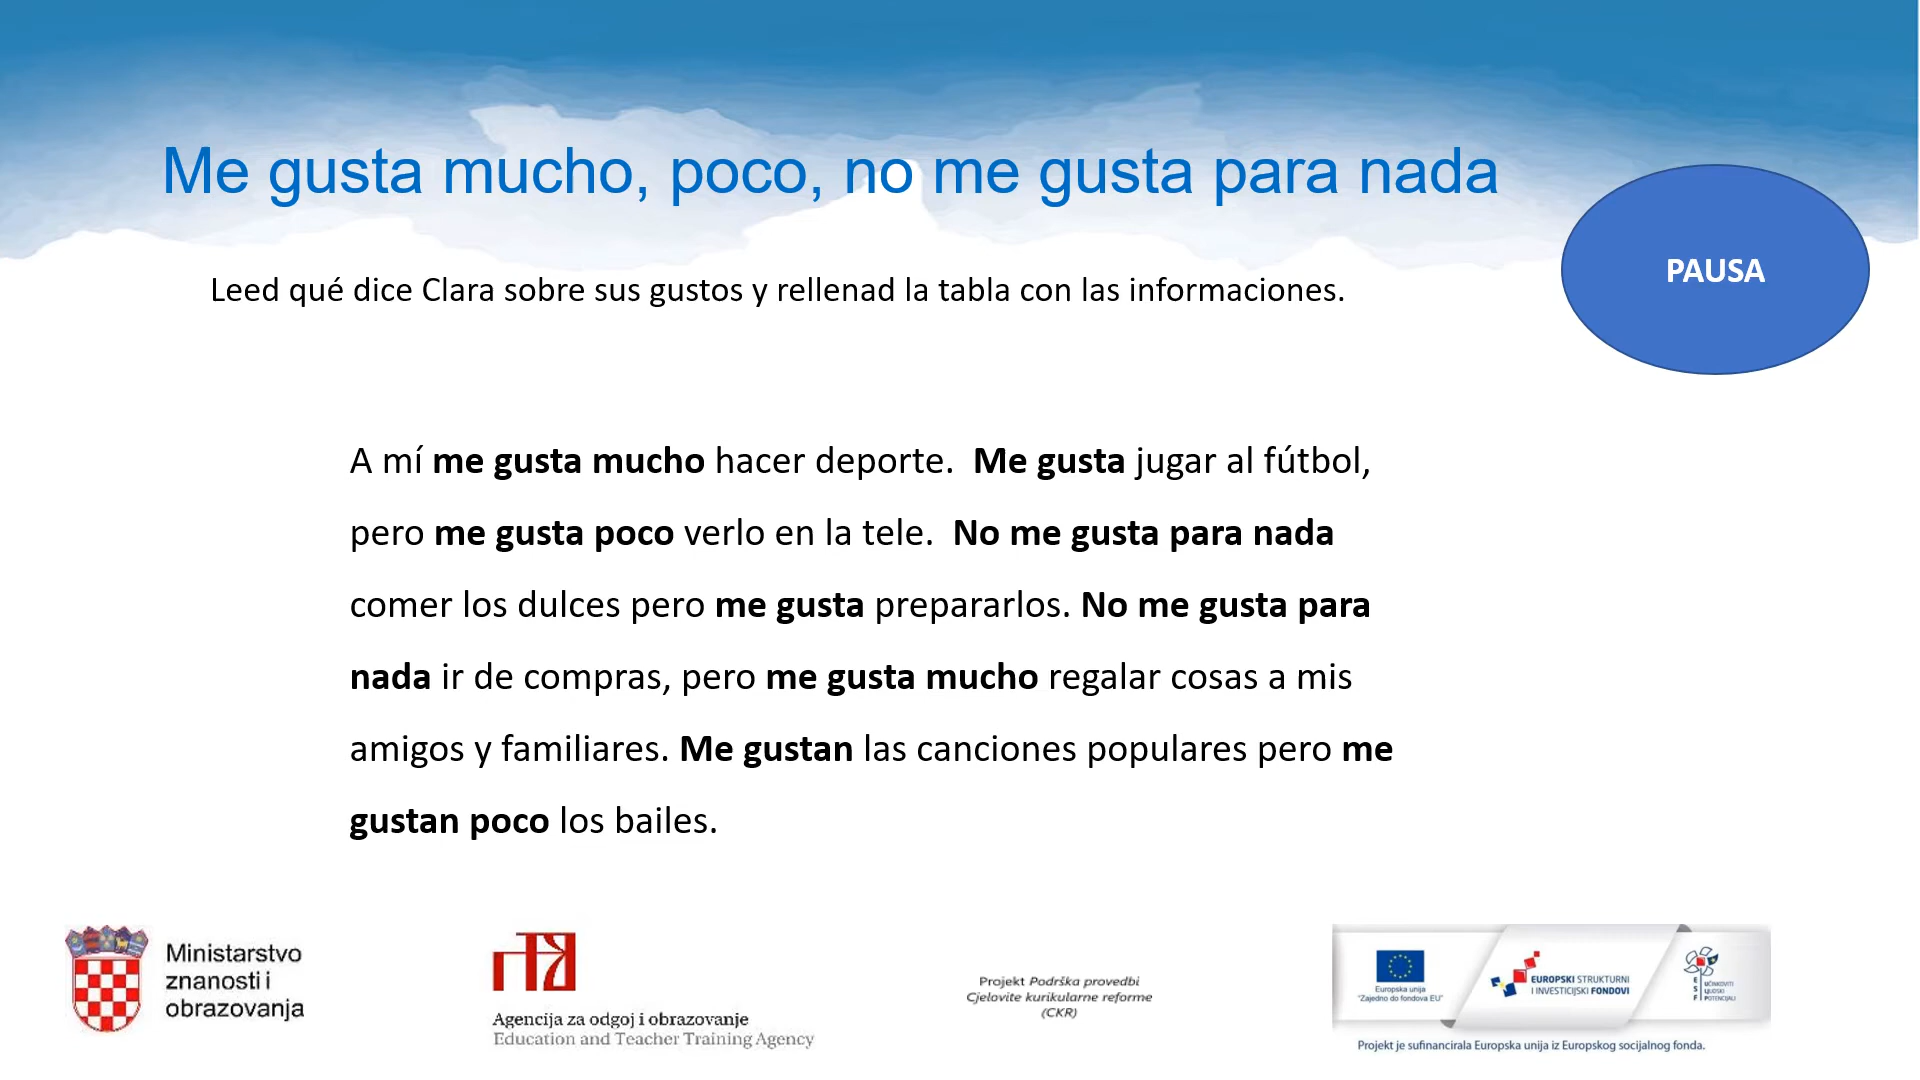 Me gusta mucho, poco, no me gusta para nada
PAUSA
Leed qué dice Clara sobre sus gustos y rellenad la tabla con las informaciones.
A mí me gusta mucho hacer deporte. Me gusta jugar al fútbol,
pero me gusta poco verlo en la tele. No me gusta para nada
comer los dulces pero me gusta prepararlos. No me gusta para
nada ir de compras, pero me gusta mucho regalar cosas a mis
amigos y familiares. Me gustan las canciones populares pero me
gustan poco los bailes.
Ministarstvo
znanosti i
obrazovanja
Agencija za odgoj i obrazovanje
Education and Teacher Training Agency
Projekt Podrška provedbi
Cjelovite kurikularne reforme
(CKR)
Europska unija
"Zajedno do fondova EU"
EUROPSKI STRUKTURNI
I INVESTICIJSKI FONDOVI
ESF
UČINKOVITI
LJUDSKI
POTENCIJALI
Projekt je sufinancirala Europska unija iz Europskog socijalnog fonda.